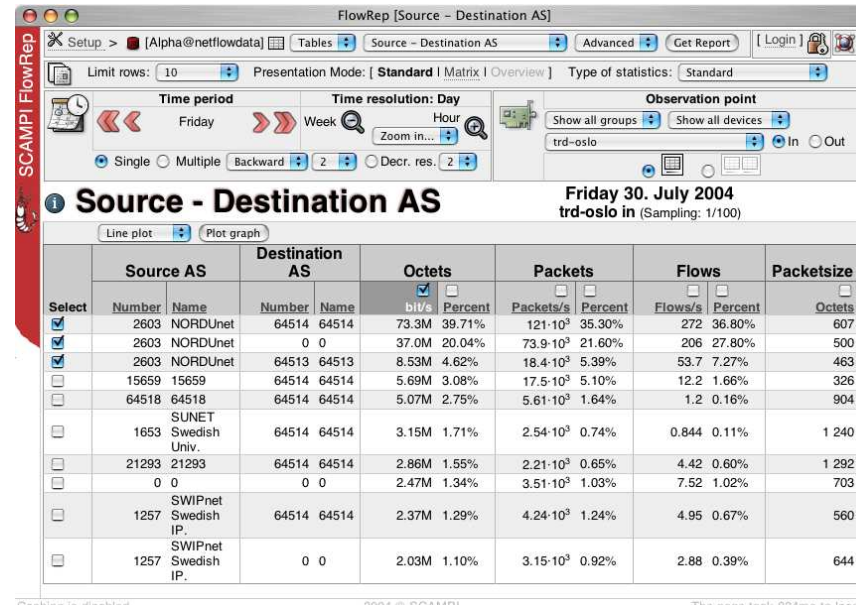 FlowRep [Source - Destination AS]
SCAMPI FlowRep
Setup > [Alpha@netflowdata] Tables Source - Destination AS Advanced Get Report [ Login ]
Limit rows: 10 Presentation Mode: [ Standard | Matrix | Overview ] Type of statistics: Standard
Time period Time resolution: Day Observation point
Friday Week Hour Zoom in... Show all groups Show all devices
trd-oslo In Out
Single Multiple Backward 2 Decr. res. 2
Source - Destination AS
Friday 30. July 2004
trd-oslo in (Sampling: 1/100)
Line plot Plot graph
Source AS Destination AS Octets Packets Flows Packetsize
Select Number Name Number Name bit/s Percent Packets/s Percent Flows/s Percent Octets
2603 NORDUnet 64514 64514 73.3M 39.71% 121·10³ 35.30% 272 36.80% 607
2603 NORDUnet 0 0 37.0M 20.04% 73.9·10³ 21.60% 206 27.80% 500
2603 NORDUnet 64513 64513 8.53M 4.62% 18.4·10³ 5.39% 53.7 7.27% 463
15659 15659 64514 64514 5.69M 3.08% 17.5·10³ 5.10% 12.2 1.66% 326
64518 64518 64514 64514 5.07M 2.75% 5.61·10³ 1.64% 1.2 0.16% 904
1653 SUNET Swedish Univ. 64514 64514 3.15M 1.71% 2.54·10³ 0.74% 0.844 0.11% 1 240
21293 21293 64514 64514 2.86M 1.55% 2.21·10³ 0.65% 4.42 0.60% 1 292
0 0 0 0 2.47M 1.34% 3.51·10³ 1.03% 7.52 1.02% 703
1257 SWIPnet Swedish IP. 64514 64514 2.37M 1.29% 4.24·10³ 1.24% 4.95 0.67% 560
1257 SWIPnet Swedish IP. 0 0 2.03M 1.10% 3.15·10³ 0.92% 2.88 0.39% 644